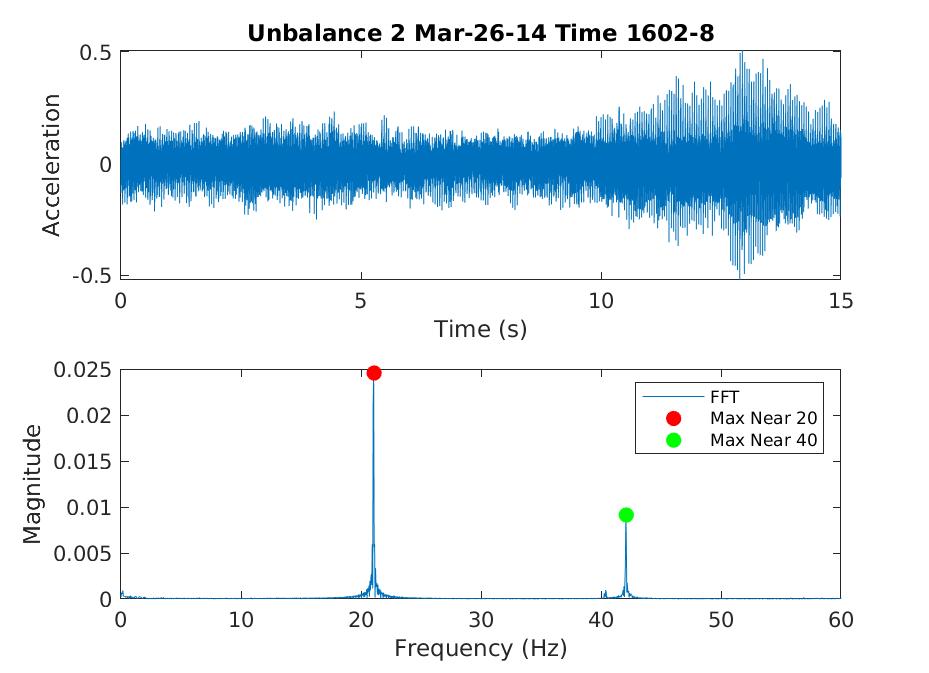 Unbalance 2 Mar-26-14 Time 1602-8
0.5
0
-0.5
Acceleration
0 5 10 15
Time (s)
0.025
0.02
0.015
0.01
0.005
0
Magnitude
FFT
Max Near 20
Max Near 40
0 10 20 30 40 50 60
Frequency (Hz)